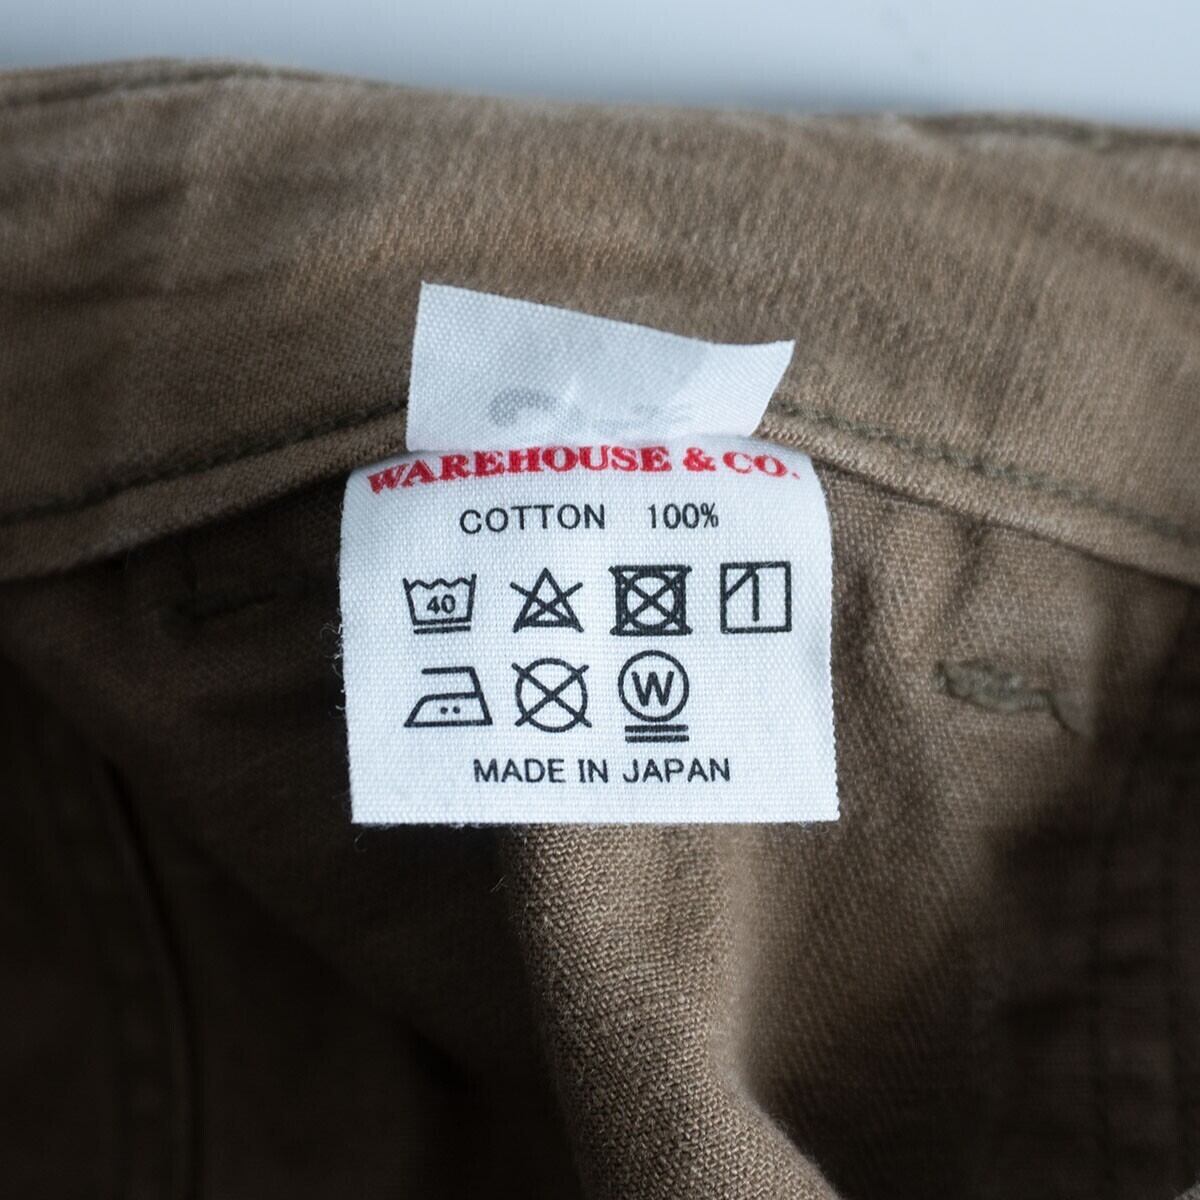 WAREHOUSE & CO.
COTTON 100%
40
W
MADE IN JAPAN